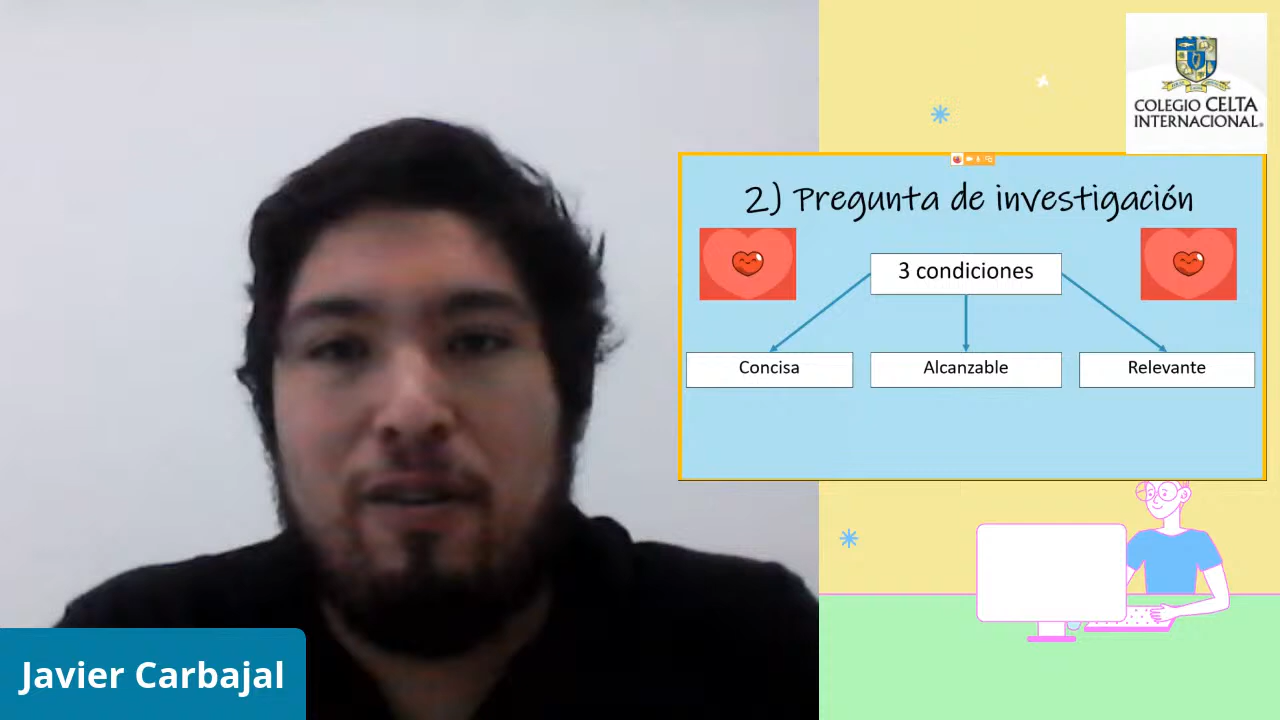 COLEGIO CELTA
INTERNACIONAL
2) Pregunta de investigación
3 condiciones
Concisa
Alcanzable
Relevante
Javier Carbajal